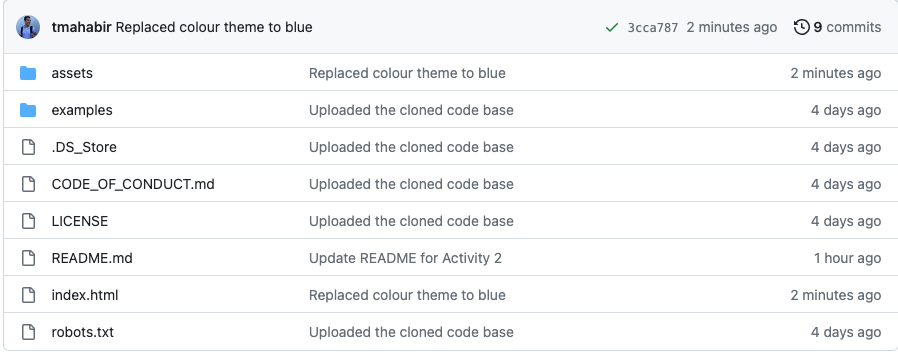 tmahabir Replaced colour theme to blue 3cca787 2 minutes ago 9 commits
assets Replaced colour theme to blue 2 minutes ago
examples Uploaded the cloned code base 4 days ago
.DS_Store Uploaded the cloned code base 4 days ago
CODE_OF_CONDUCT.md Uploaded the cloned code base 4 days ago
LICENSE Uploaded the cloned code base 4 days ago
README.md Update README for Activity 2 1 hour ago
index.html Replaced colour theme to blue 2 minutes ago
robots.txt Uploaded the cloned code base 4 days ago